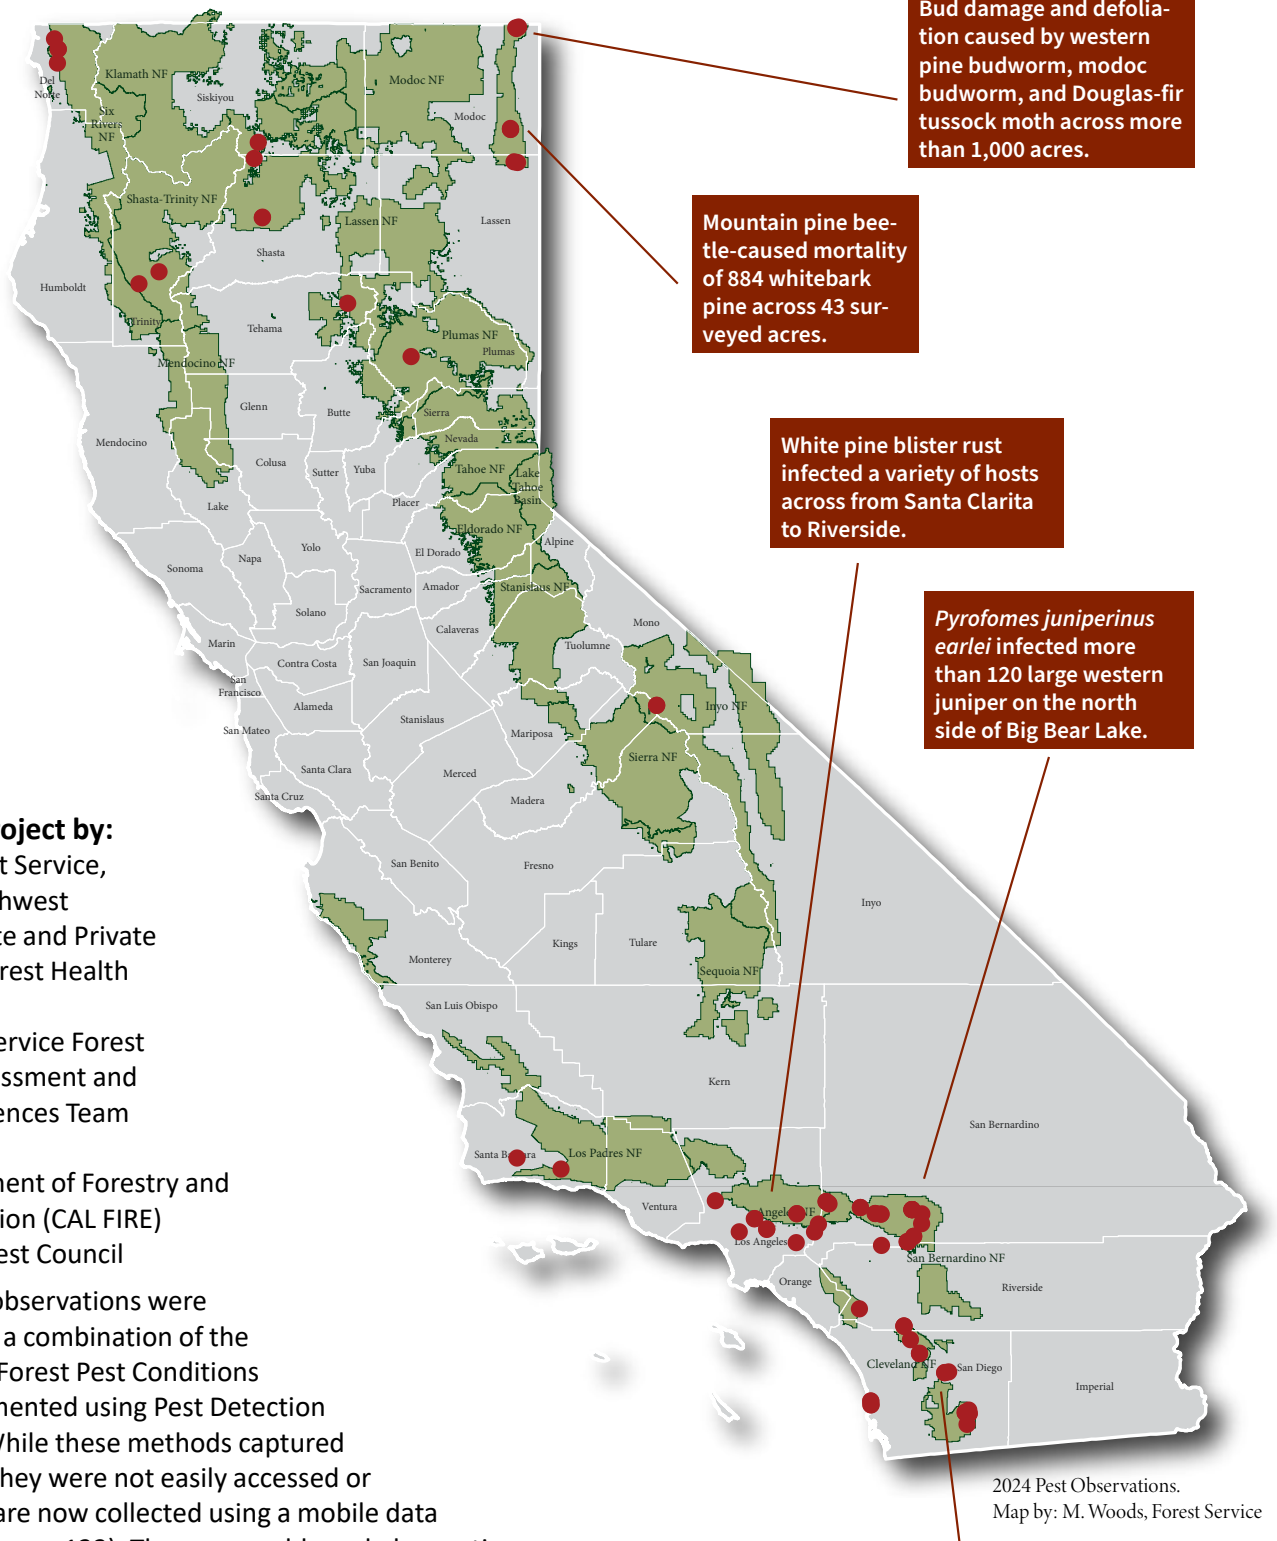 Bud damage and defolia-
tion caused by western
pine budworm, modoc
budworm, and Douglas-fir
tussock moth across more
than 1,000 acres.
Mountain pine bee-
tle-caused mortality
of 884 whitebark
pine across 43 sur-
veyed acres.
White pine blister rust
infected a variety of hosts
across from Santa Clarita
to Riverside.
Pyrofomes juniperinus
earlei infected more
than 120 large western
juniper on the north
side of Big Bear Lake.
Del
Norte
Klamath NF
Siskiyou
Modoc NF
Modoc
Six
Rivers
NF
Shasta-Trinity NF
Lassen NF
Lassen
Shasta
Humboldt
Trinity
Tehama
Plumas NF
Plumas
Mendocino NF
Glenn
Butte
Sierra
Mendocino
Nevada
Colusa
Sutter
Yuba
Tahoe NF
Lake
Tahoe
Basin
Lake
Placer
Eldorado NF
Yolo
El Dorado
Alpine
Sonoma
Napa
Sacramento
Amador
Stanislaus NF
Solano
Calaveras
Mono
Marin
Tuolumne
Contra Costa
San Joaquin
San
Francisco
Alameda
Inyo NF
San Mateo
Stanislaus
Mariposa
Sierra NF
Santa Clara
Merced
Santa Cruz
Madera
San Benito
Fresno
Inyo
Kings
Tulare
Monterey
Sequoia NF
San Luis Obispo
Kern
San Bernardino
Santa Barbara
Los Padres NF
Ventura
Angeles NF
Los Angeles
San Bernardino NF
Orange
Riverside
Cleveland NF
San Diego
Imperial
roject by:
t Service,
hwest
te and Private
rest Health
ervice Forest
ssment and
ences Team
ment of Forestry and
ion (CAL FIRE)
est Council
observations were
a combination of the
Forest Pest Conditions
mented using Pest Detection
While these methods captured
hey were not easily accessed or
are now collected using a mobile data
2024 Pest Observations.
Map by: M. Woods, Forest Service